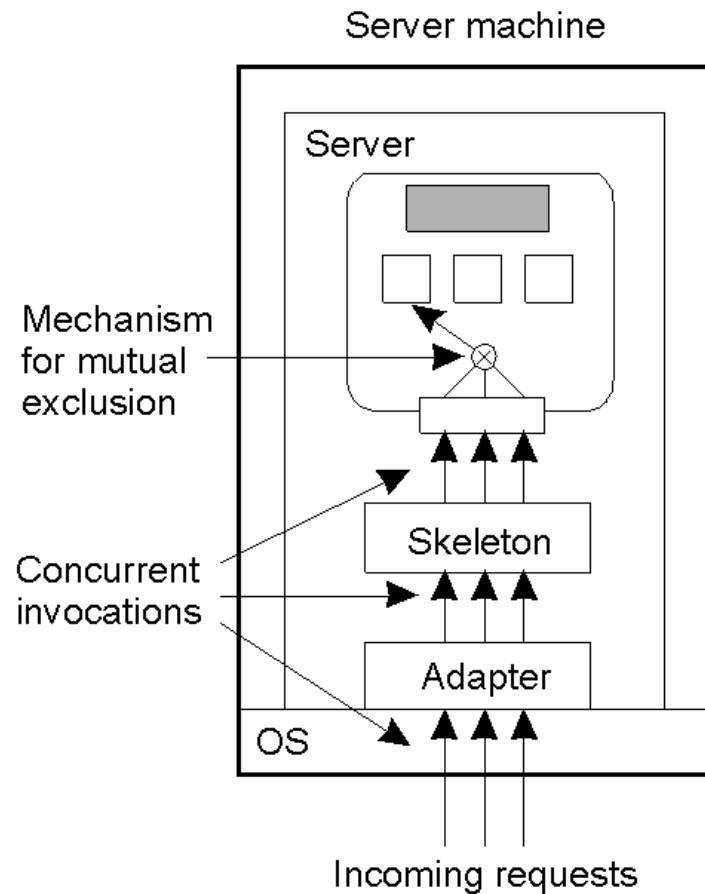 Server machine
Server
Mechanism
for mutual
exclusion
Skeleton
Concurrent
invocations
Adapter
OS
Incoming requests